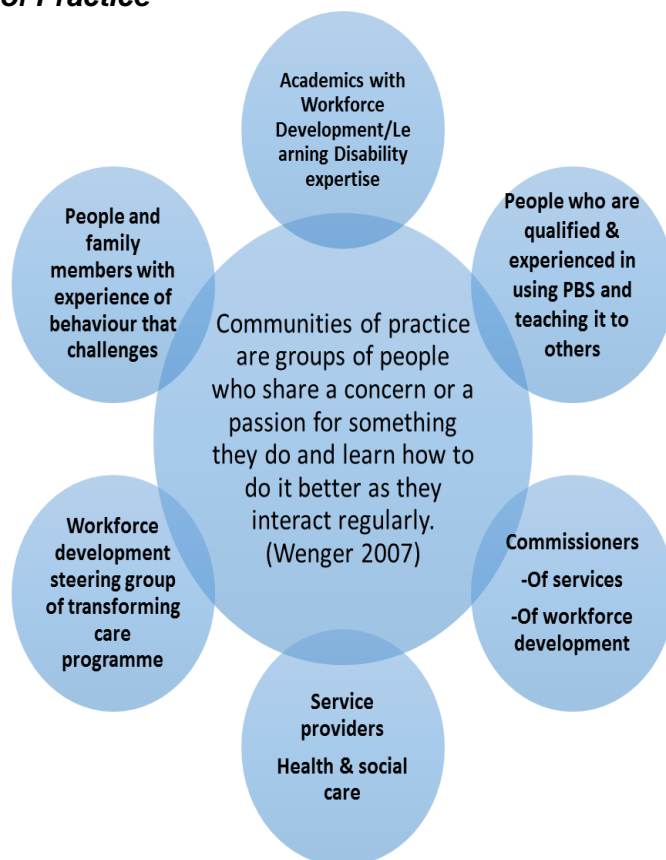 of Practice
Academics with
Workforce
Development/Le
arning Disability
expertise
People who are
qualified &
experienced in
using PBS and
teaching it to
others
Commissioners
-Of services
-Of workforce
development
Service
providers
Health & social
care
Workforce
development
steering group
of transforming
care
programme
People and
family
members with
experience of
behaviour that
challenges
Communities of practice
are groups of people
who share a concern or a
passion for something
they do and learn how to
do it better as they
interact regularly.
(Wenger 2007)